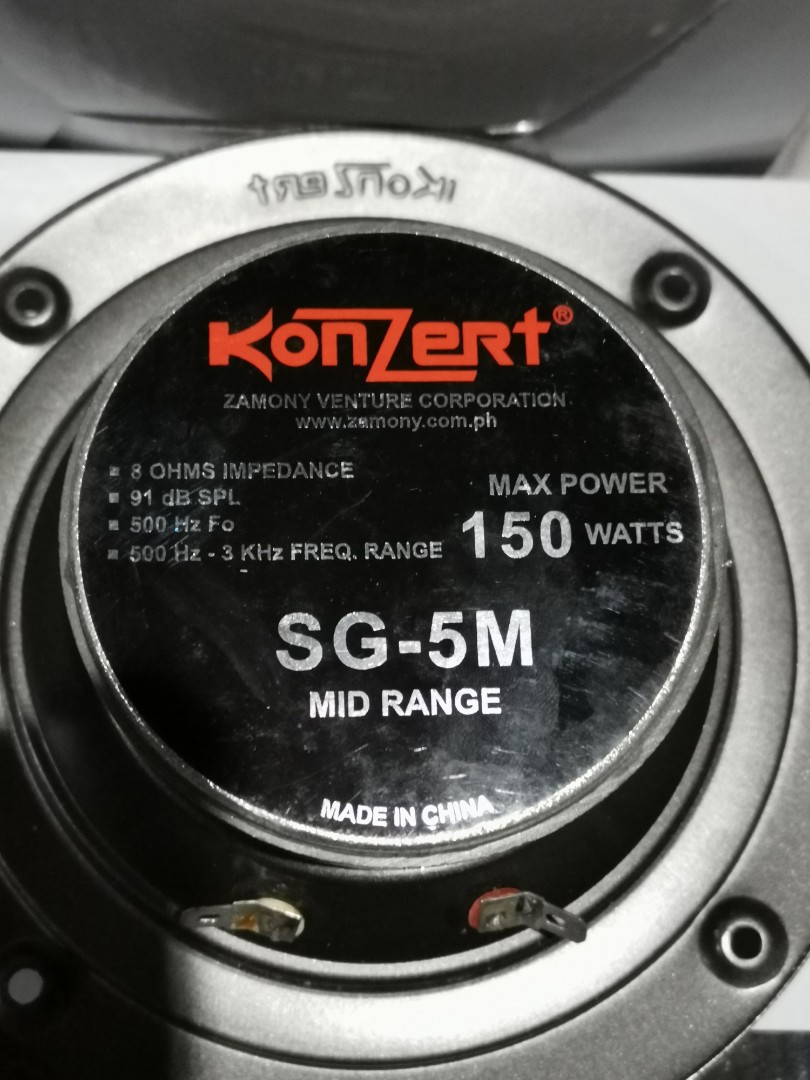 KonZert
KonZert®
ZAMONY VENTURE CORPORATION
www.zamony.com.ph
8 OHMS IMPEDANCE
91 dB SPL
500 Hz Fo
500 Hz - 3 KHz FREQ. RANGE
MAX POWER
150 WATTS
SG-5M
MID RANGE
MADE IN CHINA